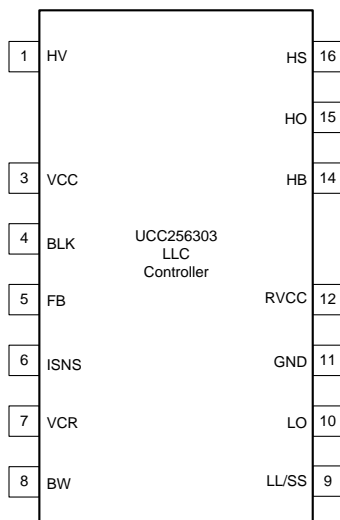 1 HV
HS 16
HO 15
3 VCC
HB 14
4 BLK
UCC256303
LLC
Controller
5 FB
RVCC 12
6 ISNS
GND 11
7 VCR
LO 10
8 BW
LL/SS 9